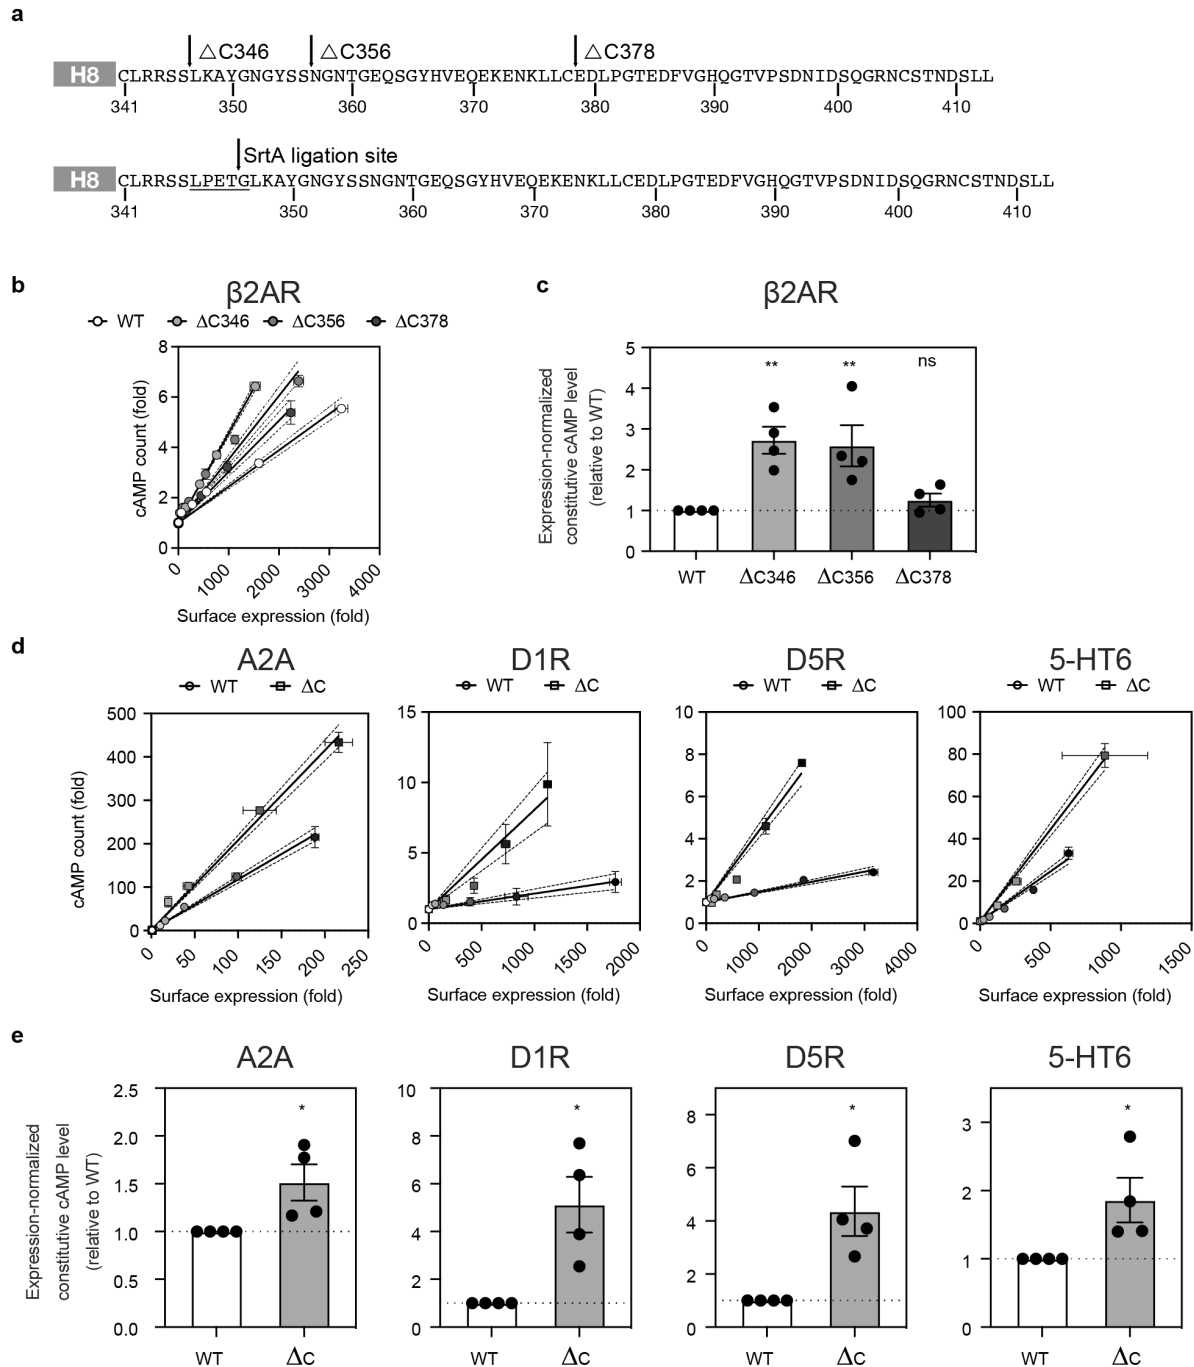 a
△C346 △C356 △C378
H8 CLRRSSLKAYGNGYSSNGNTGEQSGYHVEQEKENKLLCEDLPGTEDFVGHQGTVPSDNIDSQGRNCSTNDSLL
341 350 360 370 380 390 400 410
SrtA ligation site
H8 CLRRSSLPETGLKAYGNGYSSNGNTGEQSGYHVEQEKENKLLCEDLPGTEDFVGHQGTVPSDNIDSQGRNCSTNDSLL
341 350 360 370 380 390 400 410
b
β2AR
WT ΔC346 ΔC356 ΔC378
cAMP count (fold)
8
6
4
2
0
0 1000 2000 3000 4000
Surface expression (fold)
c
β2AR
Expression-normalized
constitutive cAMP level
(relative to WT)
5
4
3
2
1
0
** ** ns
WT ΔC346 ΔC356 ΔC378
d
A2A
WT ΔC
cAMP count (fold)
500
400
300
200
100
0
0 50 100 150 200 250
Surface expression (fold)
D1R
WT ΔC
15
10
5
0
0 500 1000 1500 2000
Surface expression (fold)
D5R
WT ΔC
10
8
6
4
2
0
0 1000 2000 3000 4000
Surface expression (fold)
5-HT6
WT ΔC
100
80
60
40
20
0
0 500 1000 1500
Surface expression (fold)
e
A2A
Expression-normalized
constitutive cAMP level
(relative to WT)
2.5
2.0
1.5
1.0
0.5
0.0
*
WT ΔC
D1R
10
8
6
4
2
0
*
WT ΔC
D5R
8
6
4
2
0
*
WT ΔC
5-HT6
3
2
1
0
*
WT ΔC